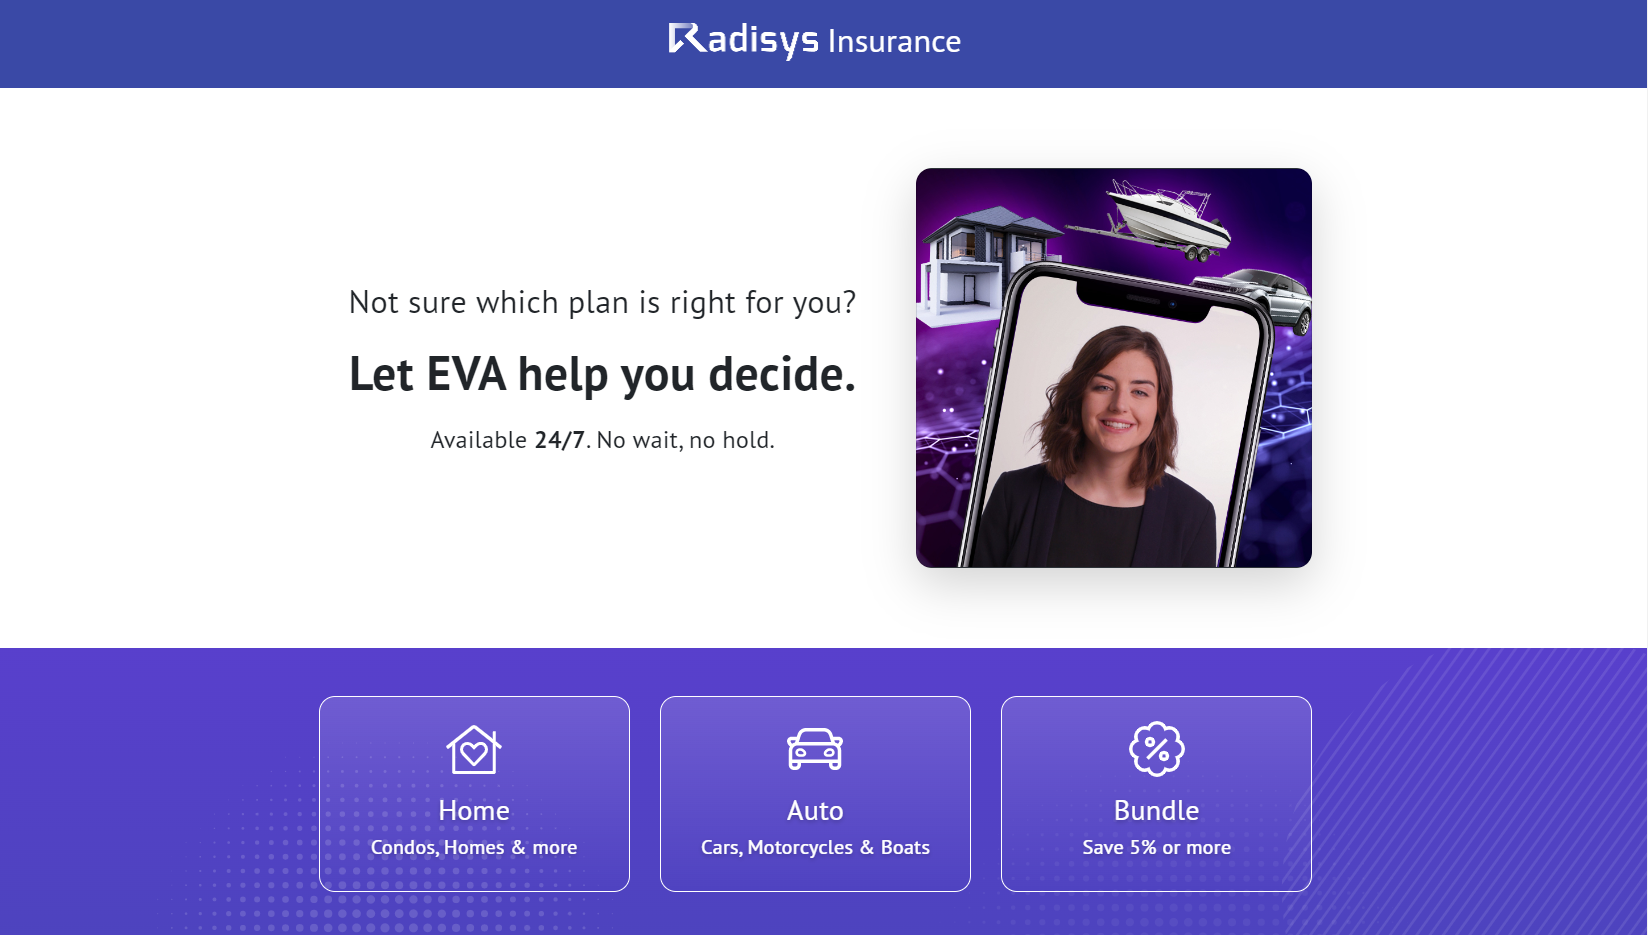 Radisys Insurance
Not sure which plan is right for you?
Let EVA help you decide.
Available 24/7. No wait, no hold.
Home
Condos, Homes & more
Auto
Cars, Motorcycles & Boats
Bundle
Save 5% or more